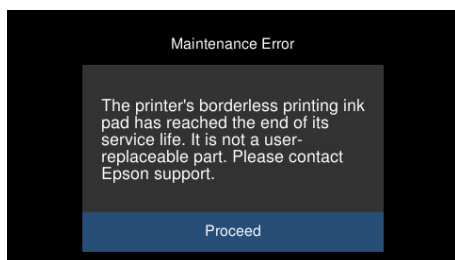 Maintenance Error
The printer's borderless printing ink
pad has reached the end of its
service life. It is not a user-
replaceable part. Please contact
Epson support.
Proceed